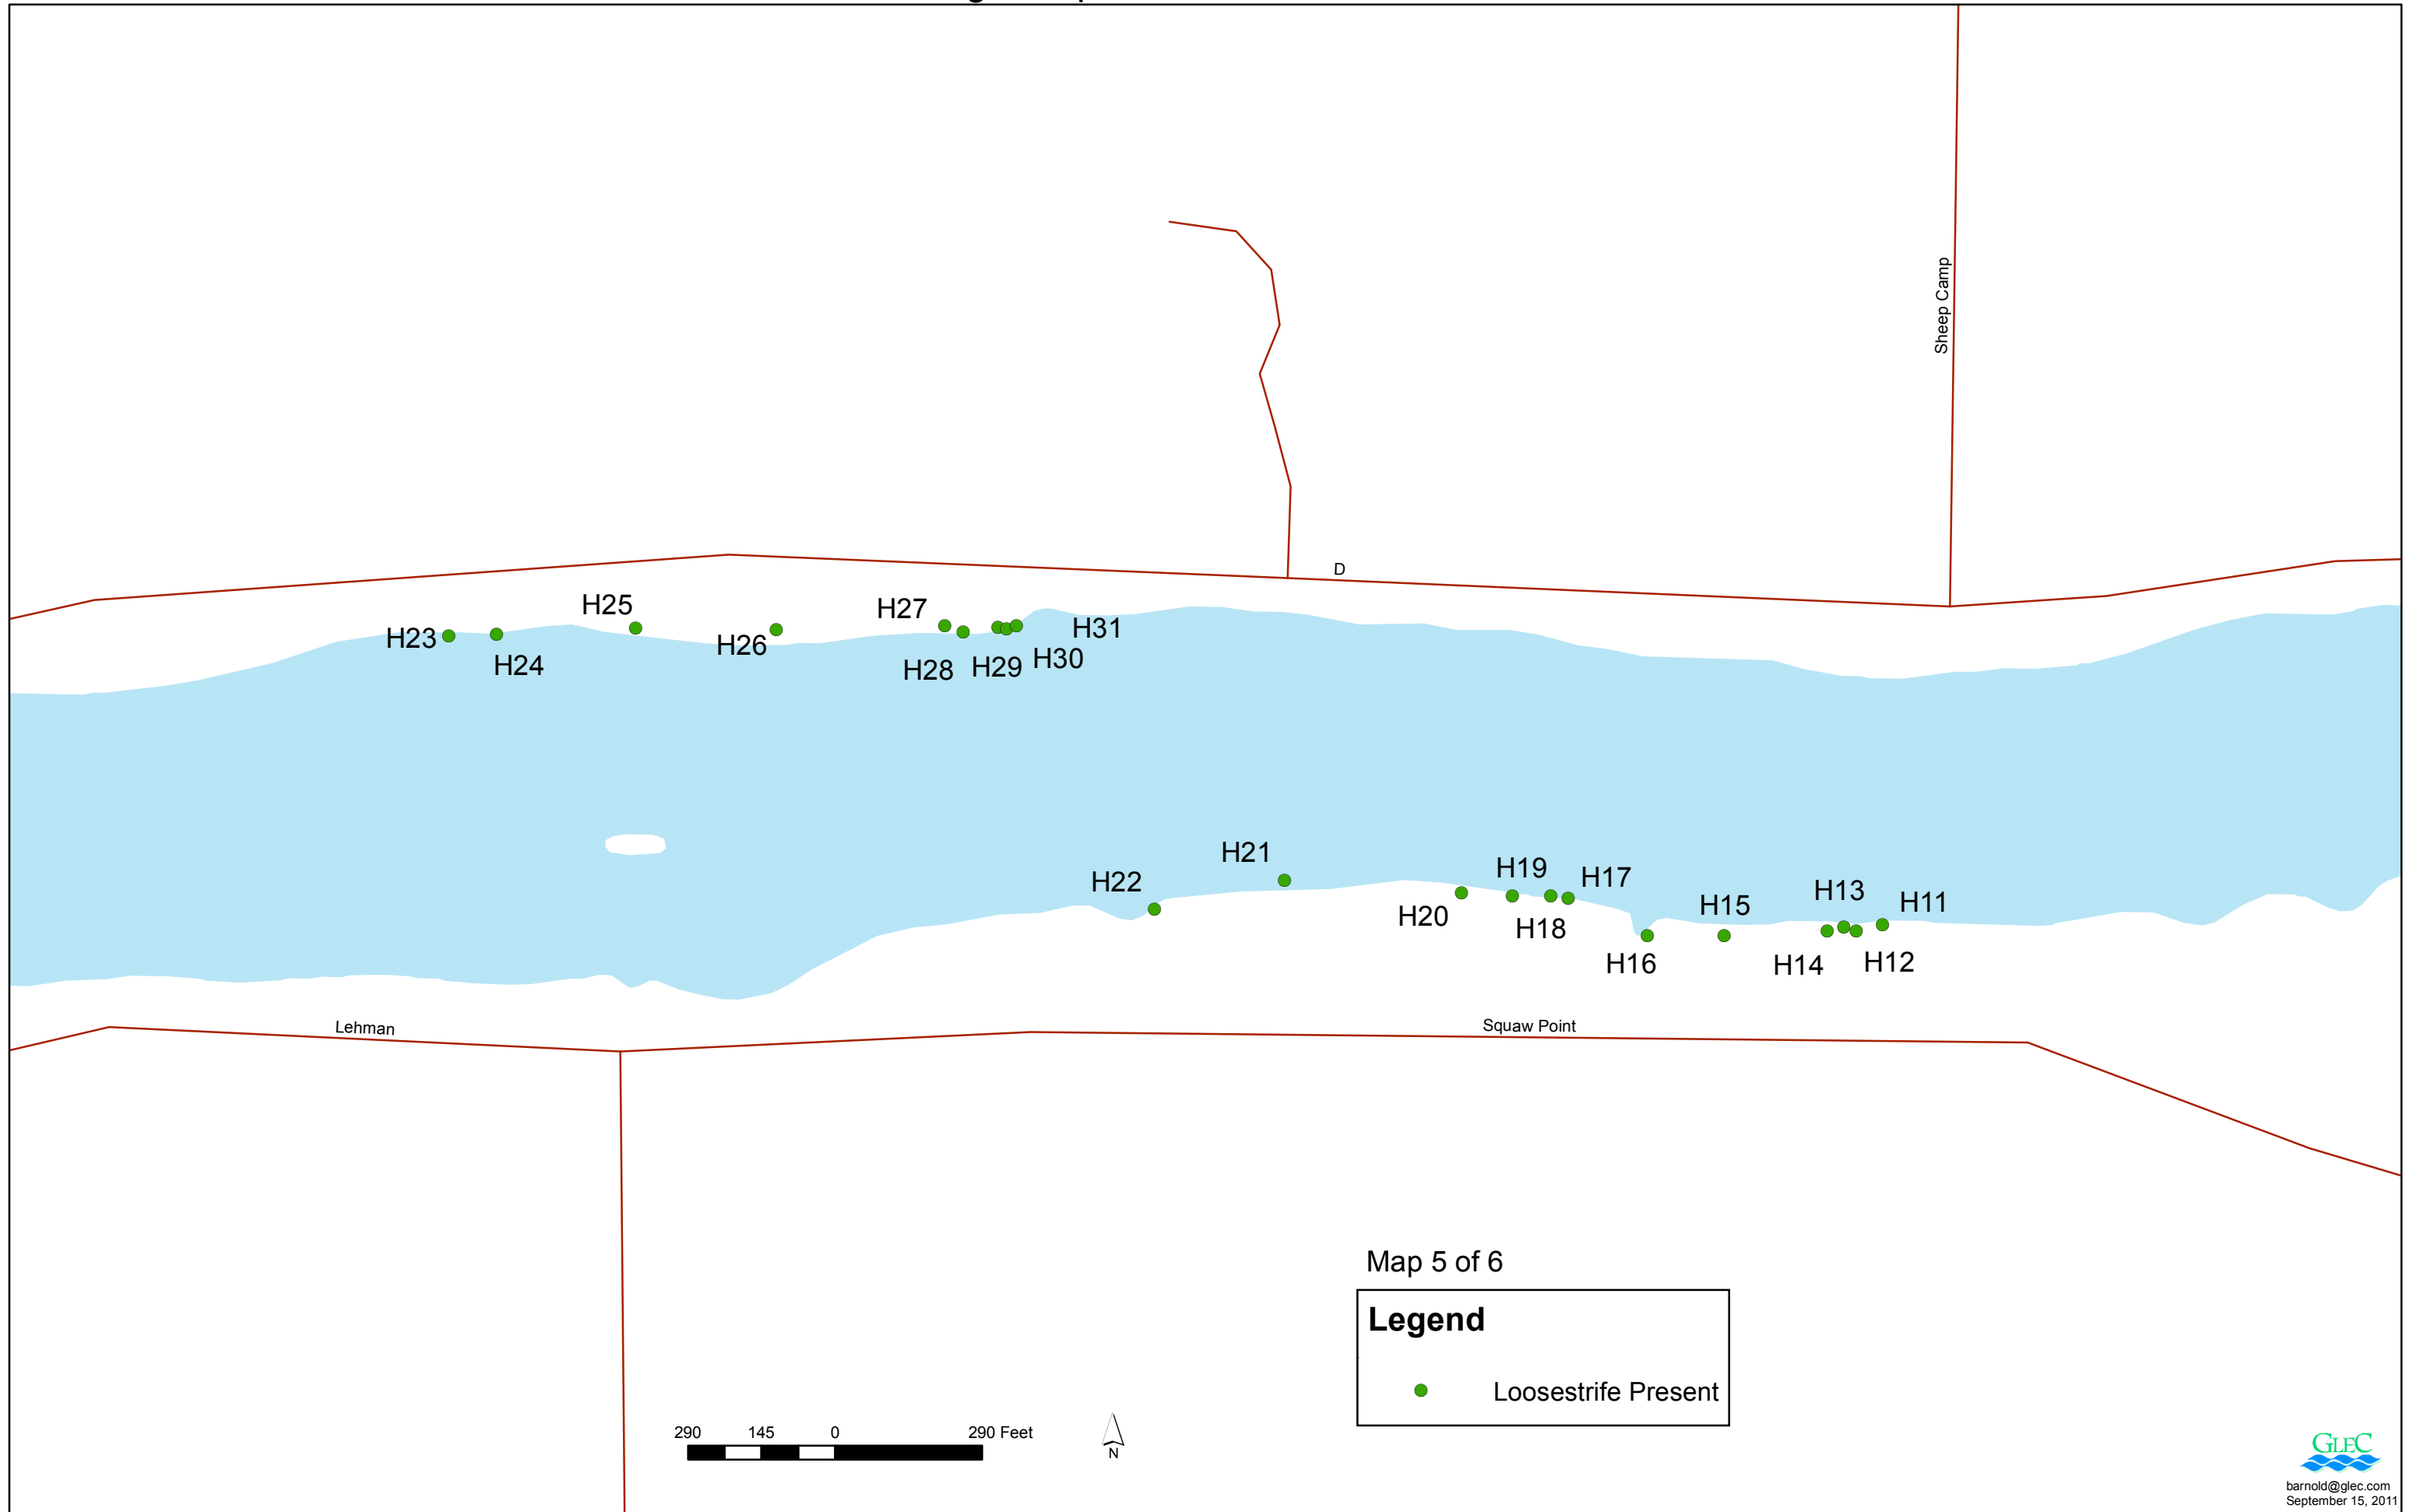 Sheep Camp
D
H25
H27
H23
H26
H31
H24
H28
H29
H30
H21
H22
H19
H17
H13
H11
H20
H15
H18
H16
H14
H12
Lehman
Squaw Point
Map 5 of 6
Legend
Loosestrife Present
290 145 0 290 Feet
N
GLEC
barnold@glec.com
September 15, 2011